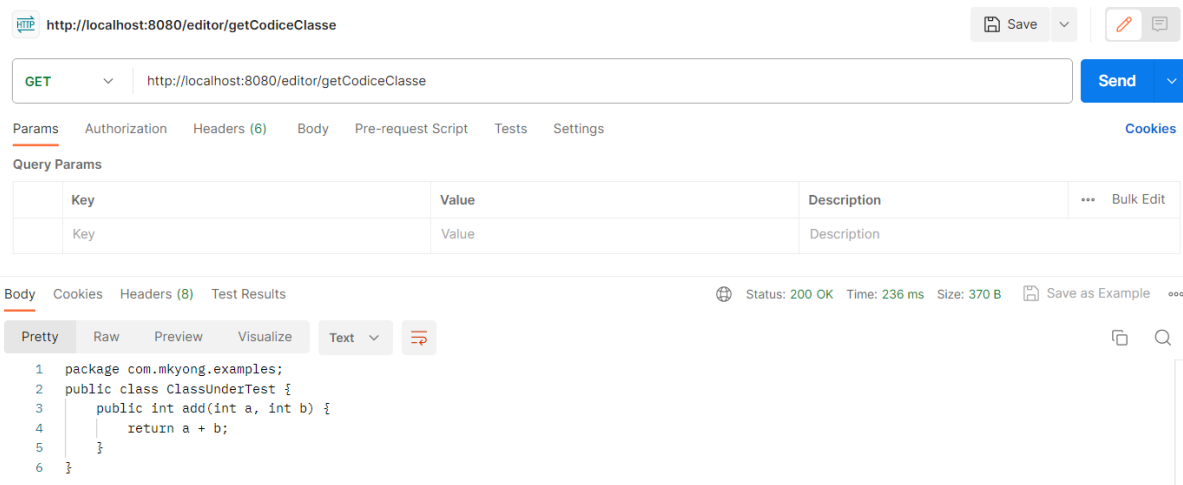 HTTP http://localhost:8080/editor/getCodiceClasse Save
GET http://localhost:8080/editor/getCodiceClasse Send
Params Authorization Headers (6) Body Pre-request Script Tests Settings Cookies
Query Params
Key Value Description ooo Bulk Edit
Key Value Description
Body Cookies Headers (8) Test Results Status: 200 OK Time: 236 ms Size: 370 B Save as Example ooo
Pretty Raw Preview Visualize Text
1 package com.mkyong.examples;
2 public class ClassUnderTest {
3 public int add(int a, int b) {
4 return a + b;
5 }
6 }